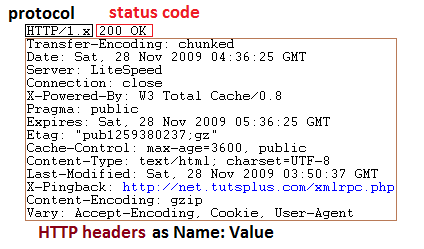 protocol status code
HTTP/1.x 200 OK
Transfer-Encoding: chunked
Date: Sat, 28 Nov 2009 04:36:25 GMT
Server: LiteSpeed
Connection: close
X-Powered-By: W3 Total Cache/0.8
Pragma: public
Expires: Sat, 28 Nov 2009 05:36:25 GMT
Etag: "pub1259380237;gz"
Cache-Control: max-age=3600, public
Content-Type: text/html; charset=UTF-8
Last-Modified: Sat, 28 Nov 2009 03:50:37 GMT
X-Pingback: http://net.tutsplus.com/xmlrpc.php
Content-Encoding: gzip
Vary: Accept-Encoding, Cookie, User-Agent
HTTP headers as Name: Value